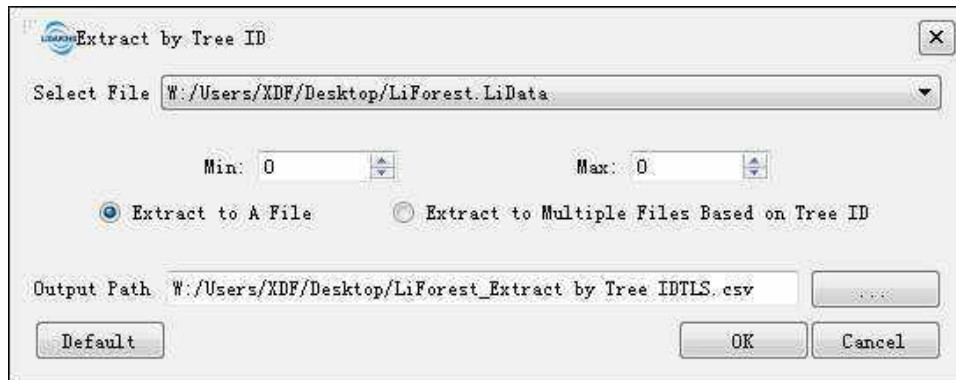 Extract by Tree ID
Select File W:/Users/XDF/Desktop/LiForest.LiData
Min: 0 Max: 0
Extract to A File Extract to Multiple Files Based on Tree ID
Output Path W:/Users/XDF/Desktop/LiForest_Extract by Tree IDTLS.csv ...
Default OK Cancel